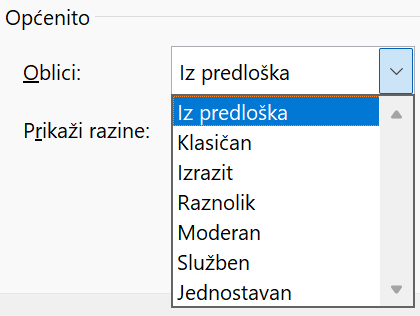 Općenito
Oblici:
Iz predloška
Iz predloška
Prikaži razine:
Klasičan
Izrazit
Raznolik
Moderan
Služben
Jednostavan